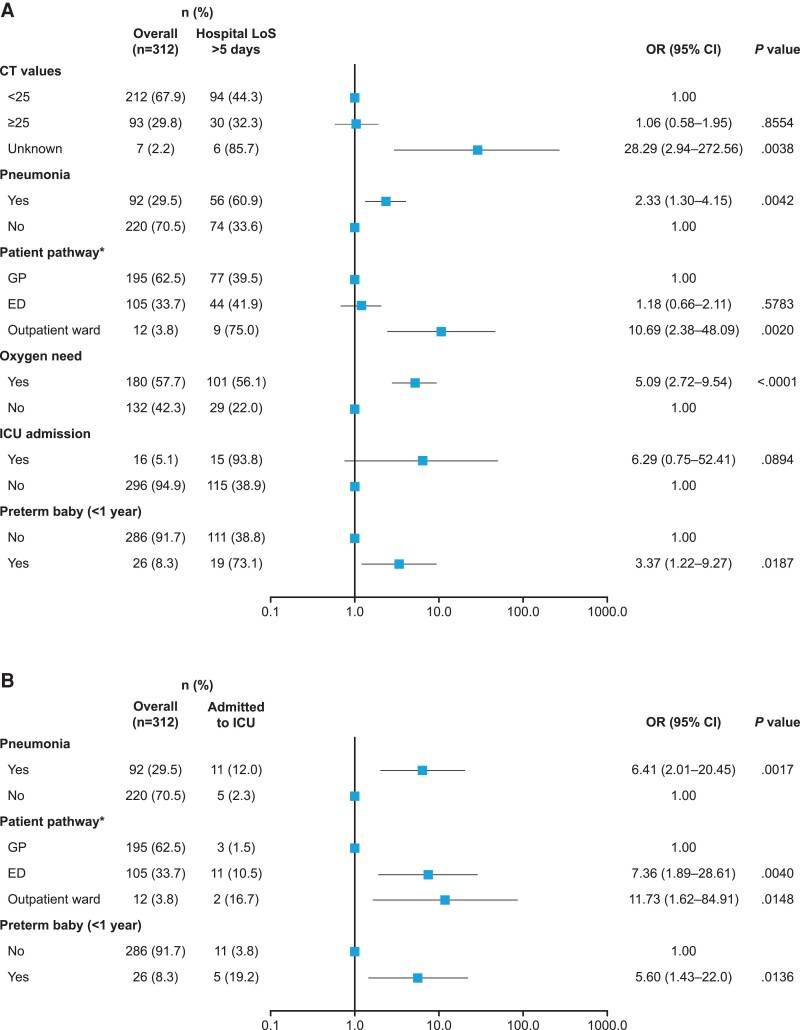 A
n (%)
Overall (n=312) Hospital LoS >5 days OR (95% CI) P value
CT values
<25 212 (67.9) 94 (44.3) 1.00
≥25 93 (29.8) 30 (32.3) 1.06 (0.58–1.95) .8554
Unknown 7 (2.2) 6 (85.7) 28.29 (2.94–272.56) .0038
Pneumonia
Yes 92 (29.5) 56 (60.9) 2.33 (1.30–4.15) .0042
No 220 (70.5) 74 (33.6) 1.00
Patient pathway*
GP 195 (62.5) 77 (39.5) 1.00
ED 105 (33.7) 44 (41.9) 1.18 (0.66–2.11) .5783
Outpatient ward 12 (3.8) 9 (75.0) 10.69 (2.38–48.09) .0020
Oxygen need
Yes 180 (57.7) 101 (56.1) 5.09 (2.72–9.54) <.0001
No 132 (42.3) 29 (22.0) 1.00
ICU admission
Yes 16 (5.1) 15 (93.8) 6.29 (0.75–52.41) .0894
No 296 (94.9) 115 (38.9) 1.00
Preterm baby (<1 year)
No 286 (91.7) 111 (38.8) 1.00
Yes 26 (8.3) 19 (73.1) 3.37 (1.22–9.27) .0187
0.1 1.0 10.0 100.0 1000.0
B
n (%)
Overall (n=312) Admitted to ICU OR (95% CI) P value
Pneumonia
Yes 92 (29.5) 11 (12.0) 6.41 (2.01–20.45) .0017
No 220 (70.5) 5 (2.3) 1.00
Patient pathway*
GP 195 (62.5) 3 (1.5) 1.00
ED 105 (33.7) 11 (10.5) 7.36 (1.89–28.61) .0040
Outpatient ward 12 (3.8) 2 (16.7) 11.73 (1.62–84.91) .0148
Preterm baby (<1 year)
No 286 (91.7) 11 (3.8) 1.00
Yes 26 (8.3) 5 (19.2) 5.60 (1.43–22.0) .0136
0.1 1.0 10.0 100.0 1000.0